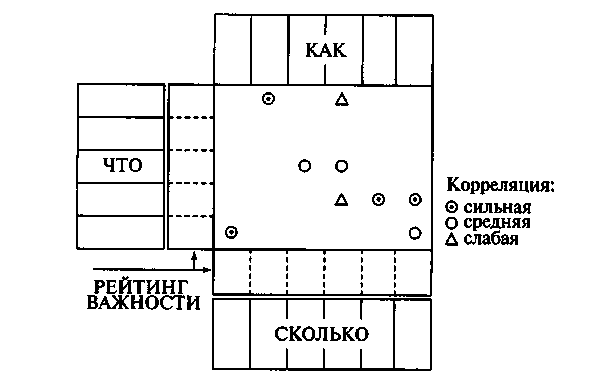 КАК
ЧТО
Корреляция:
сильная
средняя
слабая
РЕЙТИНГ
ВАЖНОСТИ
СКОЛЬКО